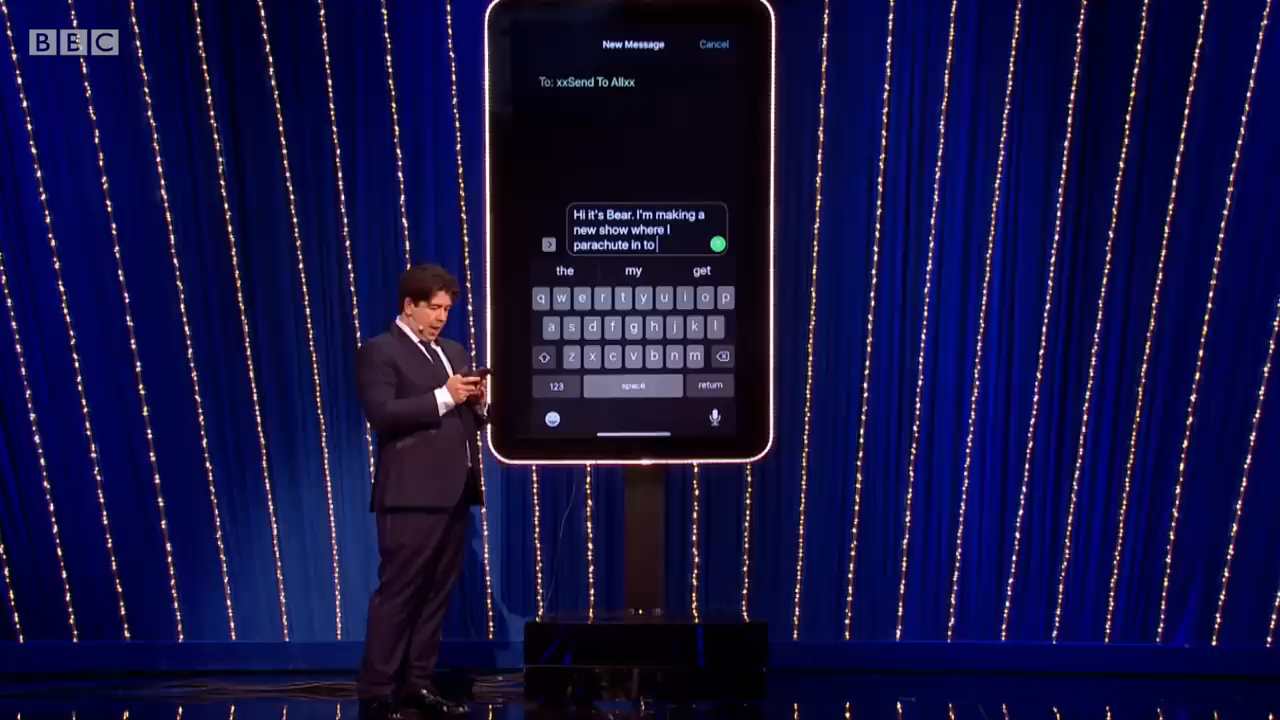 BBC
New Message
Cancel
To: xxSend To Allxx
Hi it's Bear. I'm making a
new show where I
parachute in to
the my get
q w e r t y u i o p
a s d f g h j k l
z x c v b n m
123 space return